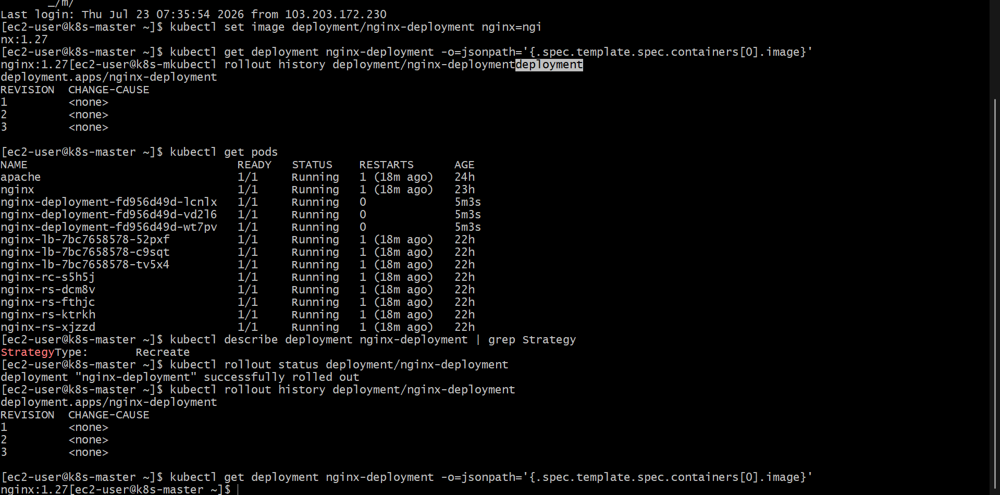 _/m/
Last login: Thu Jul 23 07:35:54 2026 from 103.203.172.230
[ec2-user@k8s-master ~]$ kubectl set image deployment/nginx-deployment nginx=ngi
nx:1.27
[ec2-user@k8s-master ~]$ kubectl get deployment nginx-deployment -o=jsonpath='{.spec.template.spec.containers[0].image}'
nginx:1.27[ec2-user@k8s-mkubectl rollout history deployment/nginx-deploymentdeployment
deployment.apps/nginx-deployment
REVISION  CHANGE-CAUSE
1         <none>
2         <none>
3         <none>

[ec2-user@k8s-master ~]$ kubectl get pods
NAME                               READY   STATUS    RESTARTS      AGE
apache                             1/1     Running   1 (18m ago)   24h
nginx                              1/1     Running   1 (18m ago)   23h
nginx-deployment-fd956d49d-lcnlx   1/1     Running   0             5m3s
nginx-deployment-fd956d49d-vd2l6   1/1     Running   0             5m3s
nginx-deployment-fd956d49d-wt7pv   1/1     Running   0             5m3s
nginx-lb-7bc7658578-52pxf          1/1     Running   1 (18m ago)   22h
nginx-lb-7bc7658578-c9sqt          1/1     Running   1 (18m ago)   22h
nginx-lb-7bc7658578-tv5x4          1/1     Running   1 (18m ago)   22h
nginx-rc-s5h5j                     1/1     Running   1 (18m ago)   22h
nginx-rs-dcm8v                     1/1     Running   1 (18m ago)   22h
nginx-rs-fthjc                     1/1     Running   1 (18m ago)   22h
nginx-rs-ktrkh                     1/1     Running   1 (18m ago)   22h
nginx-rs-xjzzd                     1/1     Running   1 (18m ago)   22h
[ec2-user@k8s-master ~]$ kubectl describe deployment nginx-deployment | grep Strategy
StrategyType:       Recreate
[ec2-user@k8s-master ~]$ kubectl rollout status deployment/nginx-deployment
deployment "nginx-deployment" successfully rolled out
[ec2-user@k8s-master ~]$ kubectl rollout history deployment/nginx-deployment
deployment.apps/nginx-deployment
REVISION  CHANGE-CAUSE
1         <none>
2         <none>
3         <none>

[ec2-user@k8s-master ~]$ kubectl get deployment nginx-deployment -o=jsonpath='{.spec.template.spec.containers[0].image}'
nginx:1.27[ec2-user@k8s-master ~]$